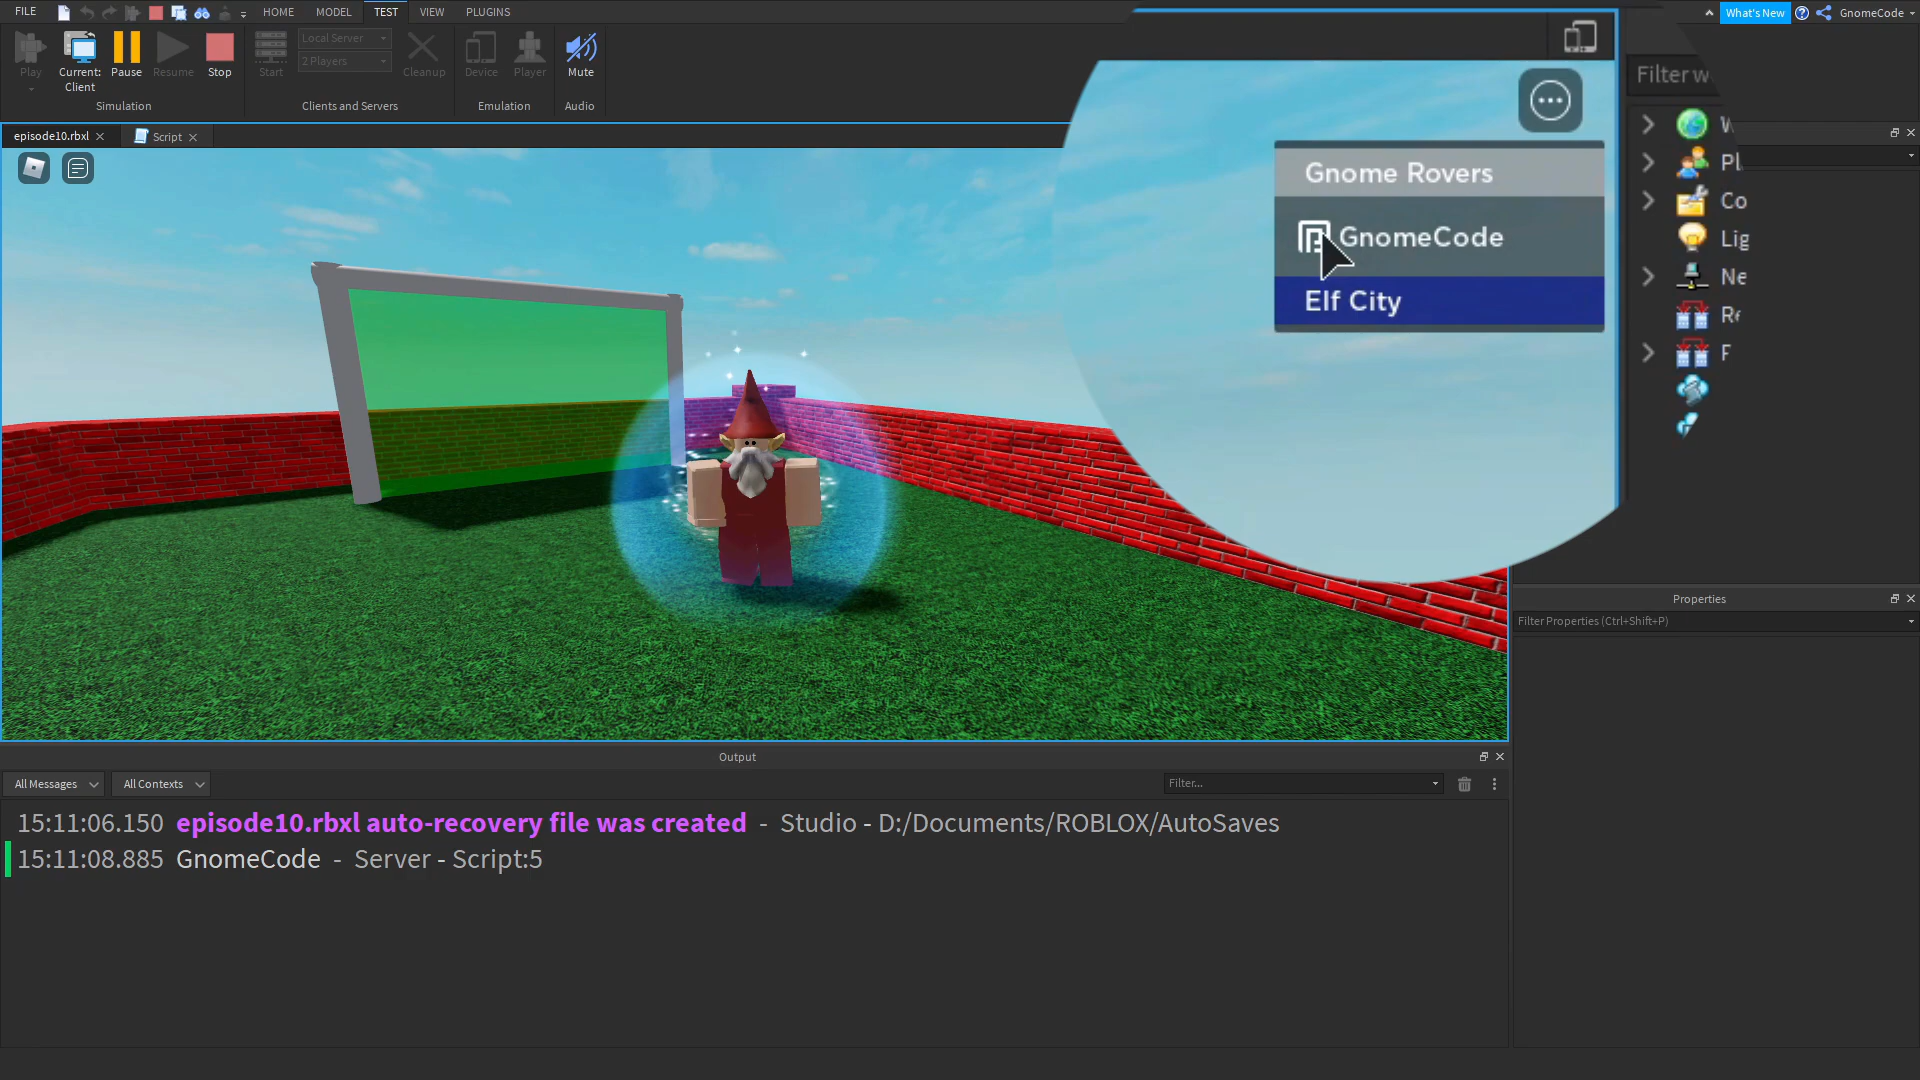 FILE
HOME
MODEL
TEST
VIEW
PLUGINS
What's New
GnomeCode
Play
Current:
Client
Pause
Resume
Stop
Simulation
Start
Local Server
2 Players
Cleanup
Clients and Servers
Device
Player
Emulation
Mute
Audio
episode10.rbxl
Script
Filter w
Gnome Rovers
GnomeCode
Elf City
Pl
Co
Lig
Ne
Re
Properties
Filter Properties (Ctrl+Shift+P)
Output
All Messages
All Contexts
Filter...
15:11:06.150 episode10.rbxl auto-recovery file was created - Studio - D:/Documents/ROBLOX/AutoSaves
15:11:08.885 GnomeCode - Server - Script:5